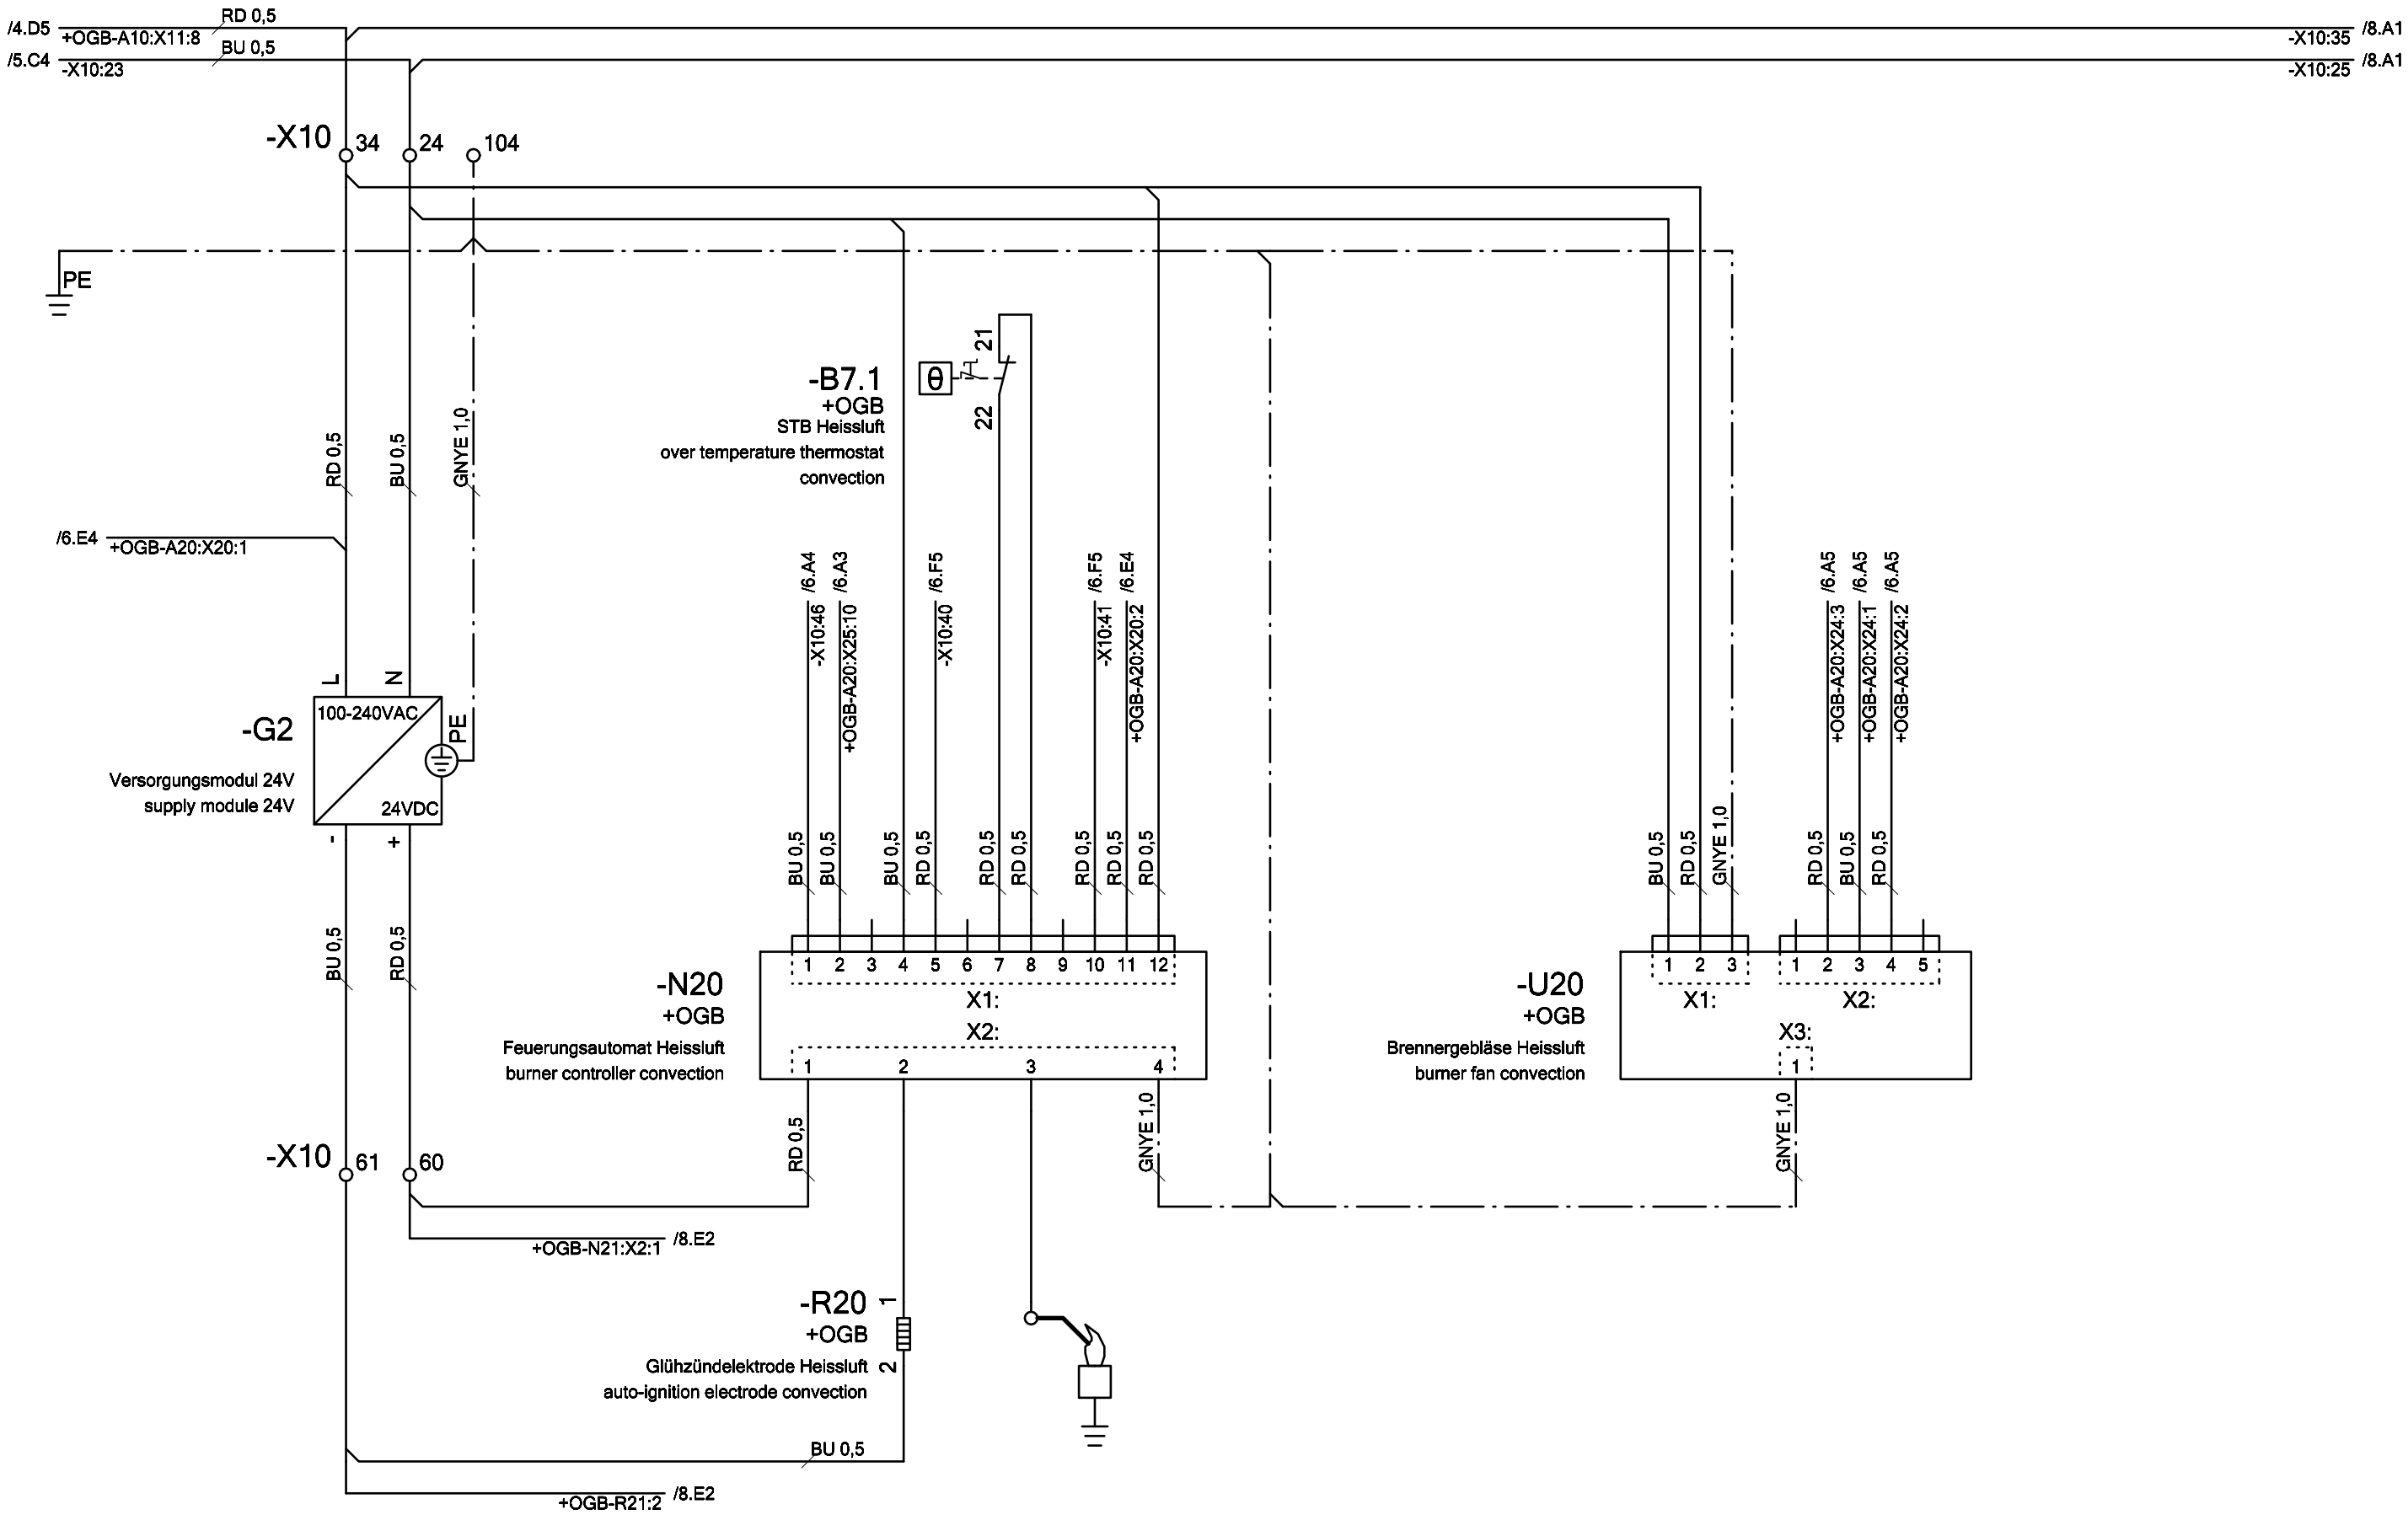 /4.D5
RD 0,5
+OGB-A10:X11:8
/8.A1
-X10:35
/5.C4
BU 0,5
-X10:23
/8.A1
-X10:25
-X10
34
24
104
PE
RD 0,5
BU 0,5
GNYE 1,0
-B7.1
+OGB
STB Heissluft
over temperature thermostat
convection
θ
21
22
/6.E4
+OGB-A20:X20:1
L
N
100-240VAC
-G2
PE
Versorgungsmodul 24V
supply module 24V
24VDC
-
+
BU 0,5
RD 0,5
/6.A4
-X10:46
/6.A3
+OGB-A20:X25:10
/6.F5
-X10:40
/6.F5
-X10:41
/6.E4
+OGB-A20:X20:2
BU 0,5
BU 0,5
BU 0,5
RD 0,5
RD 0,5
RD 0,5
RD 0,5
RD 0,5
RD 0,5
1 2 3 4 5 6 7 8 9 10 11 12
X1:
-N20
+OGB
X2:
Feuerungsautomat Heissluft
burner controller convection
1 2 3 4
RD 0,5
GNYE 1,0
/6.A5
+OGB-A20:X24:3
/6.A5
+OGB-A20:X24:1
/6.A5
+OGB-A20:X24:2
BU 0,5
RD 0,5
GNYE 1,0
RD 0,5
BU 0,5
RD 0,5
1 2 3
1 2 3 4 5
X1:
X2:
-U20
+OGB
X3:
Brennergebläse Heissluft
burner fan convection
1
GNYE 1,0
-X10
61
60
+OGB-N21:X2:1
/8.E2
-R20
1
+OGB
Glühzündelektrode Heissluft
2
auto-ignition electrode convection
BU 0,5
+OGB-R21:2
/8.E2